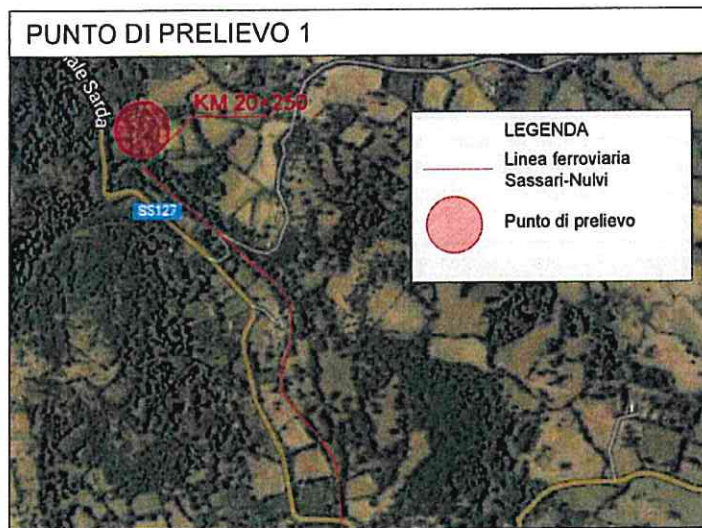 PUNTO DI PRELIEVO 1
ale Sarda
KM 20+250
SS127
LEGENDA
Linea ferroviaria
Sassari-Nulvi
Punto di prelievo